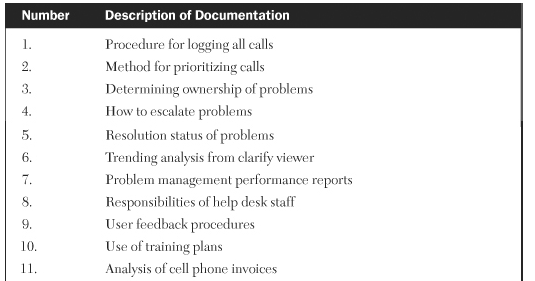 Number Description of Documentation
1. Procedure for logging all calls
2. Method for prioritizing calls
3. Determining ownership of problems
4. How to escalate problems
5. Resolution status of problems
6. Trending analysis from clarify viewer
7. Problem management performance reports
8. Responsibilities of help desk staff
9. User feedback procedures
10. Use of training plans
11. Analysis of cell phone invoices